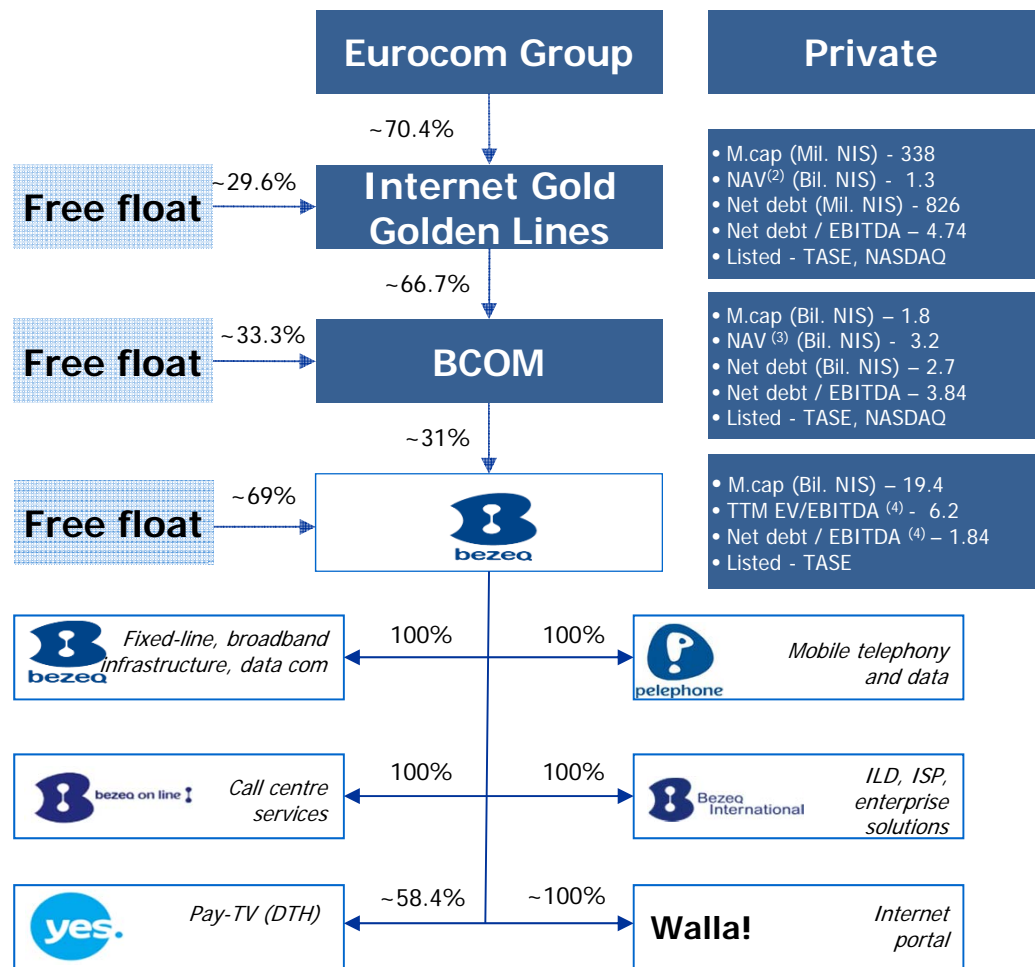 Eurocom Group
Private
~70.4%
Free float
~29.6%
Internet Gold
Golden Lines
• M.cap (Mil. NIS) - 338
• NAV(2) (Bil. NIS) - 1.3
• Net debt (Mil. NIS) - 826
• Net debt / EBITDA – 4.74
• Listed - TASE, NASDAQ
~66.7%
Free float
~33.3%
BCOM
• M.cap (Bil. NIS) – 1.8
• NAV (3) (Bil. NIS) - 3.2
• Net debt (Bil. NIS) – 2.7
• Net debt / EBITDA – 3.84
• Listed - TASE, NASDAQ
~31%
Free float
~69%
bezeq
• M.cap (Bil. NIS) – 19.4
• TTM EV/EBITDA (4) - 6.2
• Net debt / EBITDA (4) – 1.84
• Listed - TASE
bezeq
Fixed-line, broadband
infrastructure, data com
100%
100%
pelephone
Mobile telephony
and data
bezeq on line
Call centre
services
100%
100%
Bezeq
International
ILD, ISP,
enterprise
solutions
yes.
Pay-TV (DTH)
~58.4%
~100%
Walla!
Internet
portal